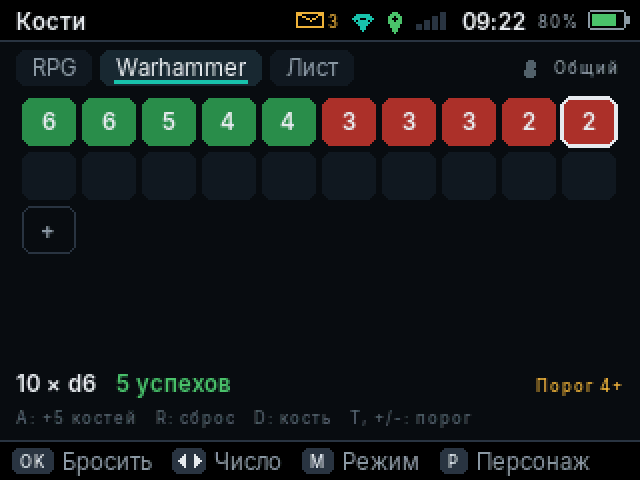 Кости 3 09:22 80%
RPG Warhammer Лист Общий
6 6 5 4 4 3 3 3 2 2
+
10 × d6 5 успехов Порог 4+
A: +5 костей R: сброс D: кость T, +/-: порог
OK Бросить Число M Режим P Персонаж